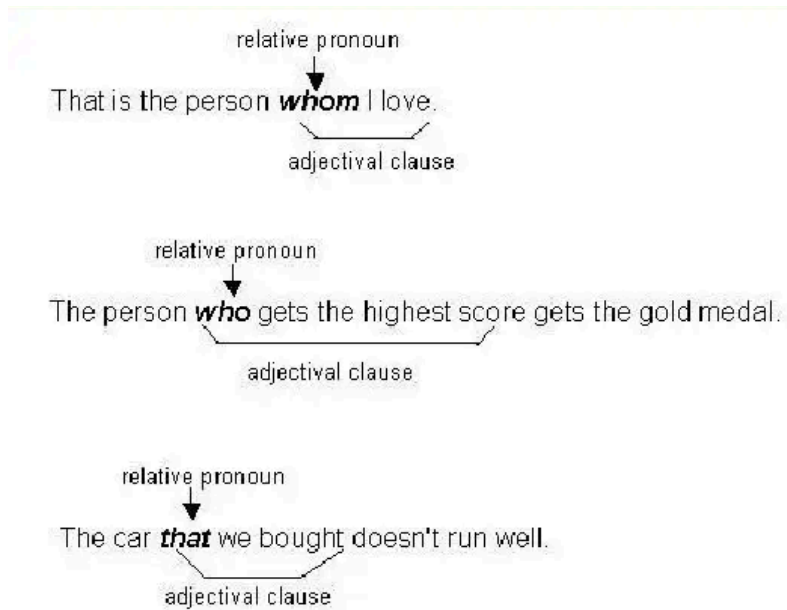 relative pronoun
That is the person whom I love.
adjectival clause
relative pronoun
The person who gets the highest score gets the gold medal.
adjectival clause
relative pronoun
The car that we bought doesn't run well.
adjectival clause